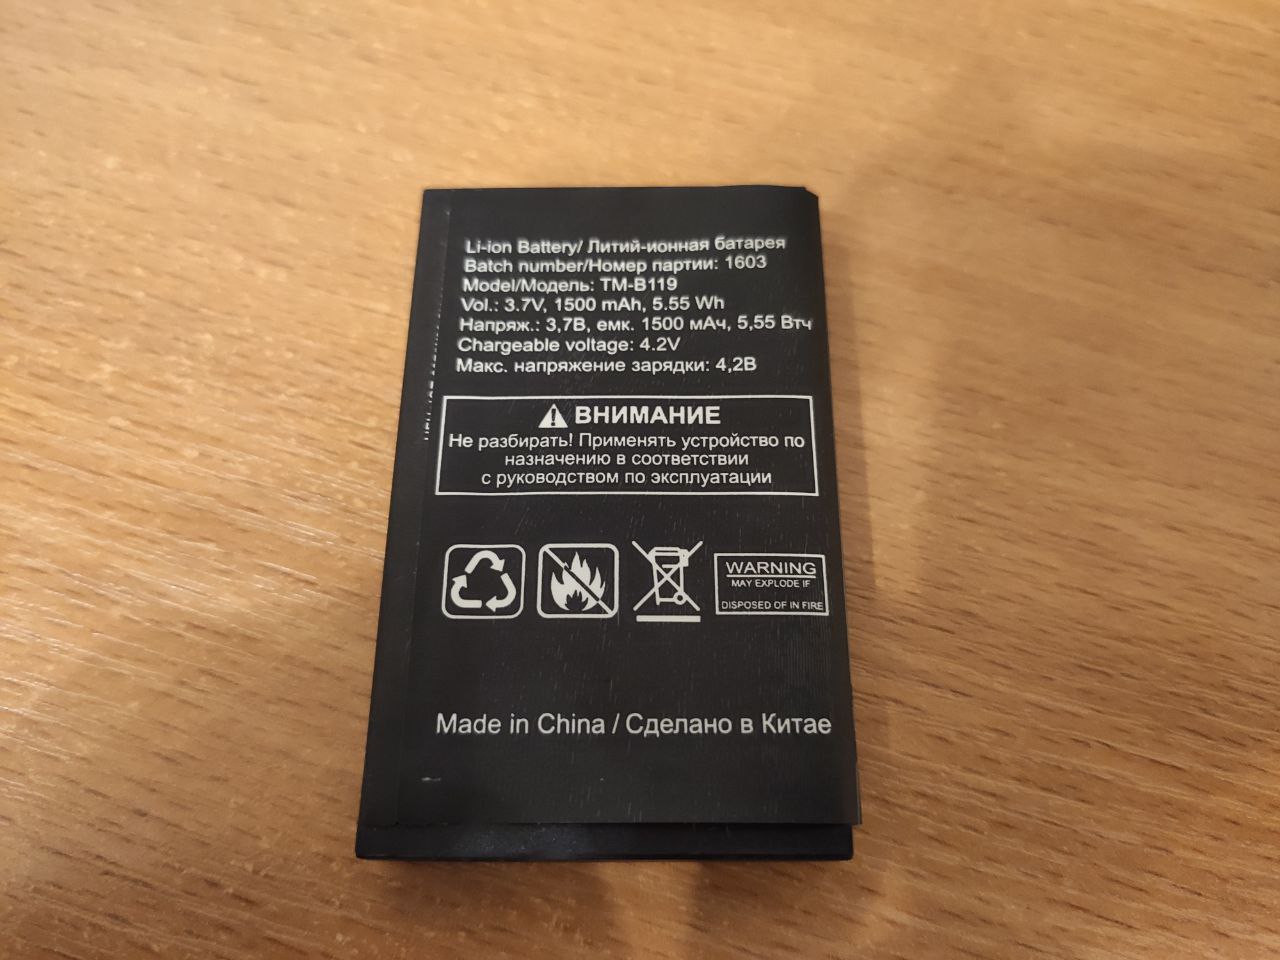 Li-ion Battery/ Литий-ионная батарея
Batch number/Номер партии: 1603
Model/Модель: TM-B119
Vol.: 3.7V, 1500 mAh, 5.55 Wh
Напряж.: 3,7В, емк. 1500 мАч, 5,55 Втч
Chargeable voltage: 4.2V
Макс. напряжение зарядки: 4,2В
ВНИМАНИЕ
Не разбирать! Применять устройство по
назначению в соответствии
с руководством по эксплуатации
WARNING
MAY EXPLODE IF
DISPOSED OF IN FIRE
Made in China / Сделано в Китае